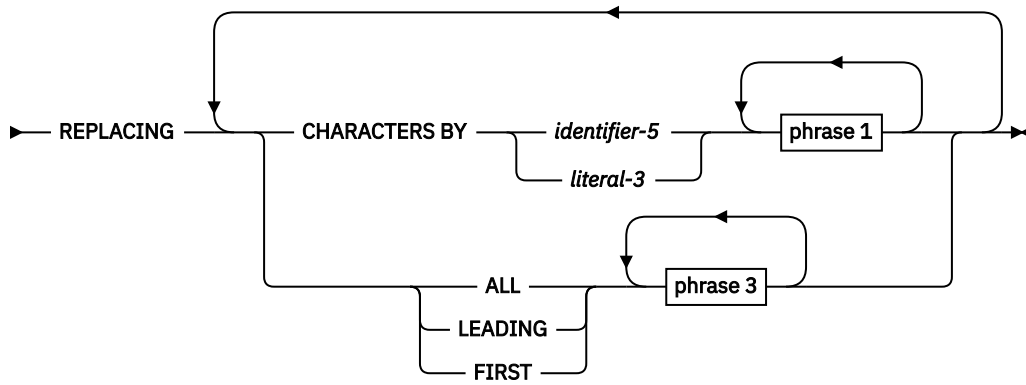 REPLACING CHARACTERS BY identifier-5 phrase 1
literal-3
ALL phrase 3
LEADING
FIRST